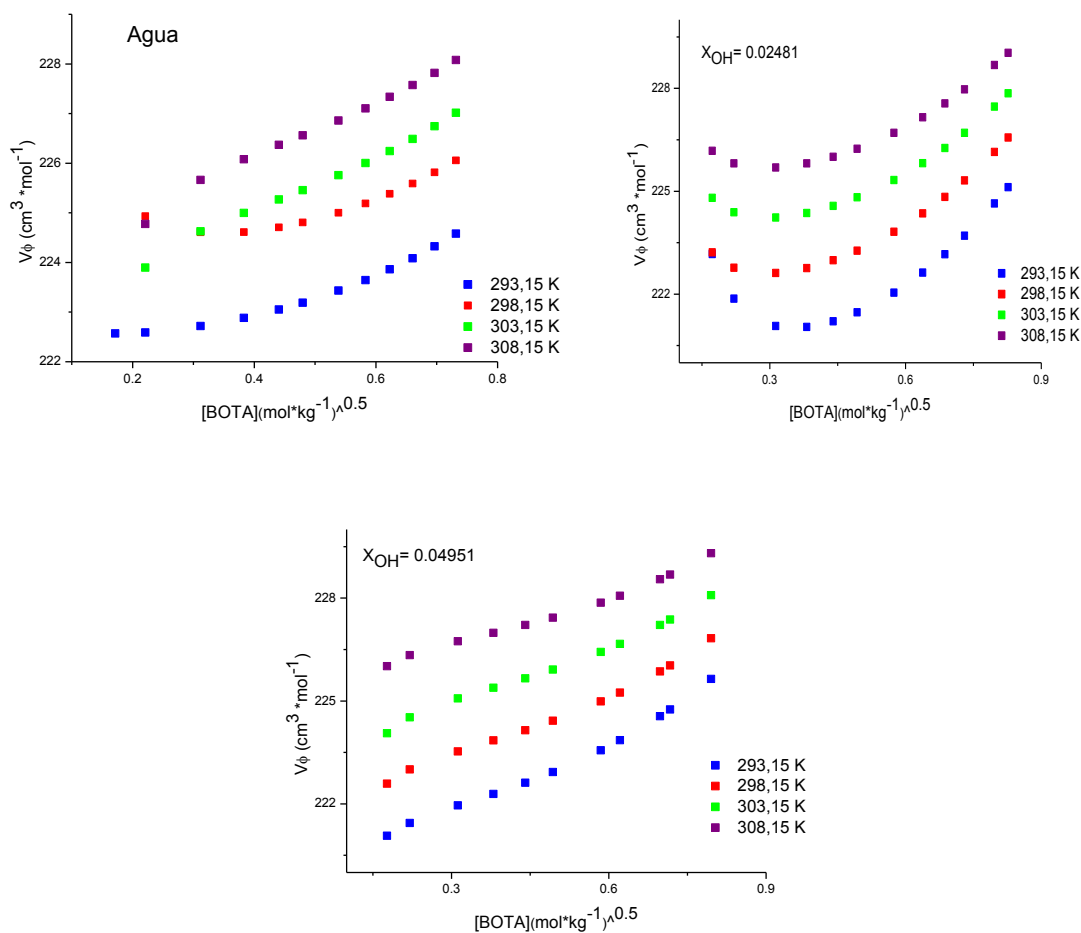 Agua
228
226
224
222
0.2
0.4
0.6
0.8
Vϕ (cm3 *mol-1)
[BOTA](mol*kg-1)^0.5
293,15 K
298,15 K
303,15 K
308,15 K
XOH= 0.02481
228
225
222
0.3
0.6
0.9
Vϕ (cm3 *mol-1)
[BOTA](mol*kg-1)^0.5
293,15 K
298,15 K
303,15 K
308,15 K
XOH= 0.04951
228
225
222
0.3
0.6
0.9
Vϕ (cm3 *mol-1)
[BOTA](mol*kg-1)^0.5
293,15 K
298,15 K
303,15 K
308,15 K